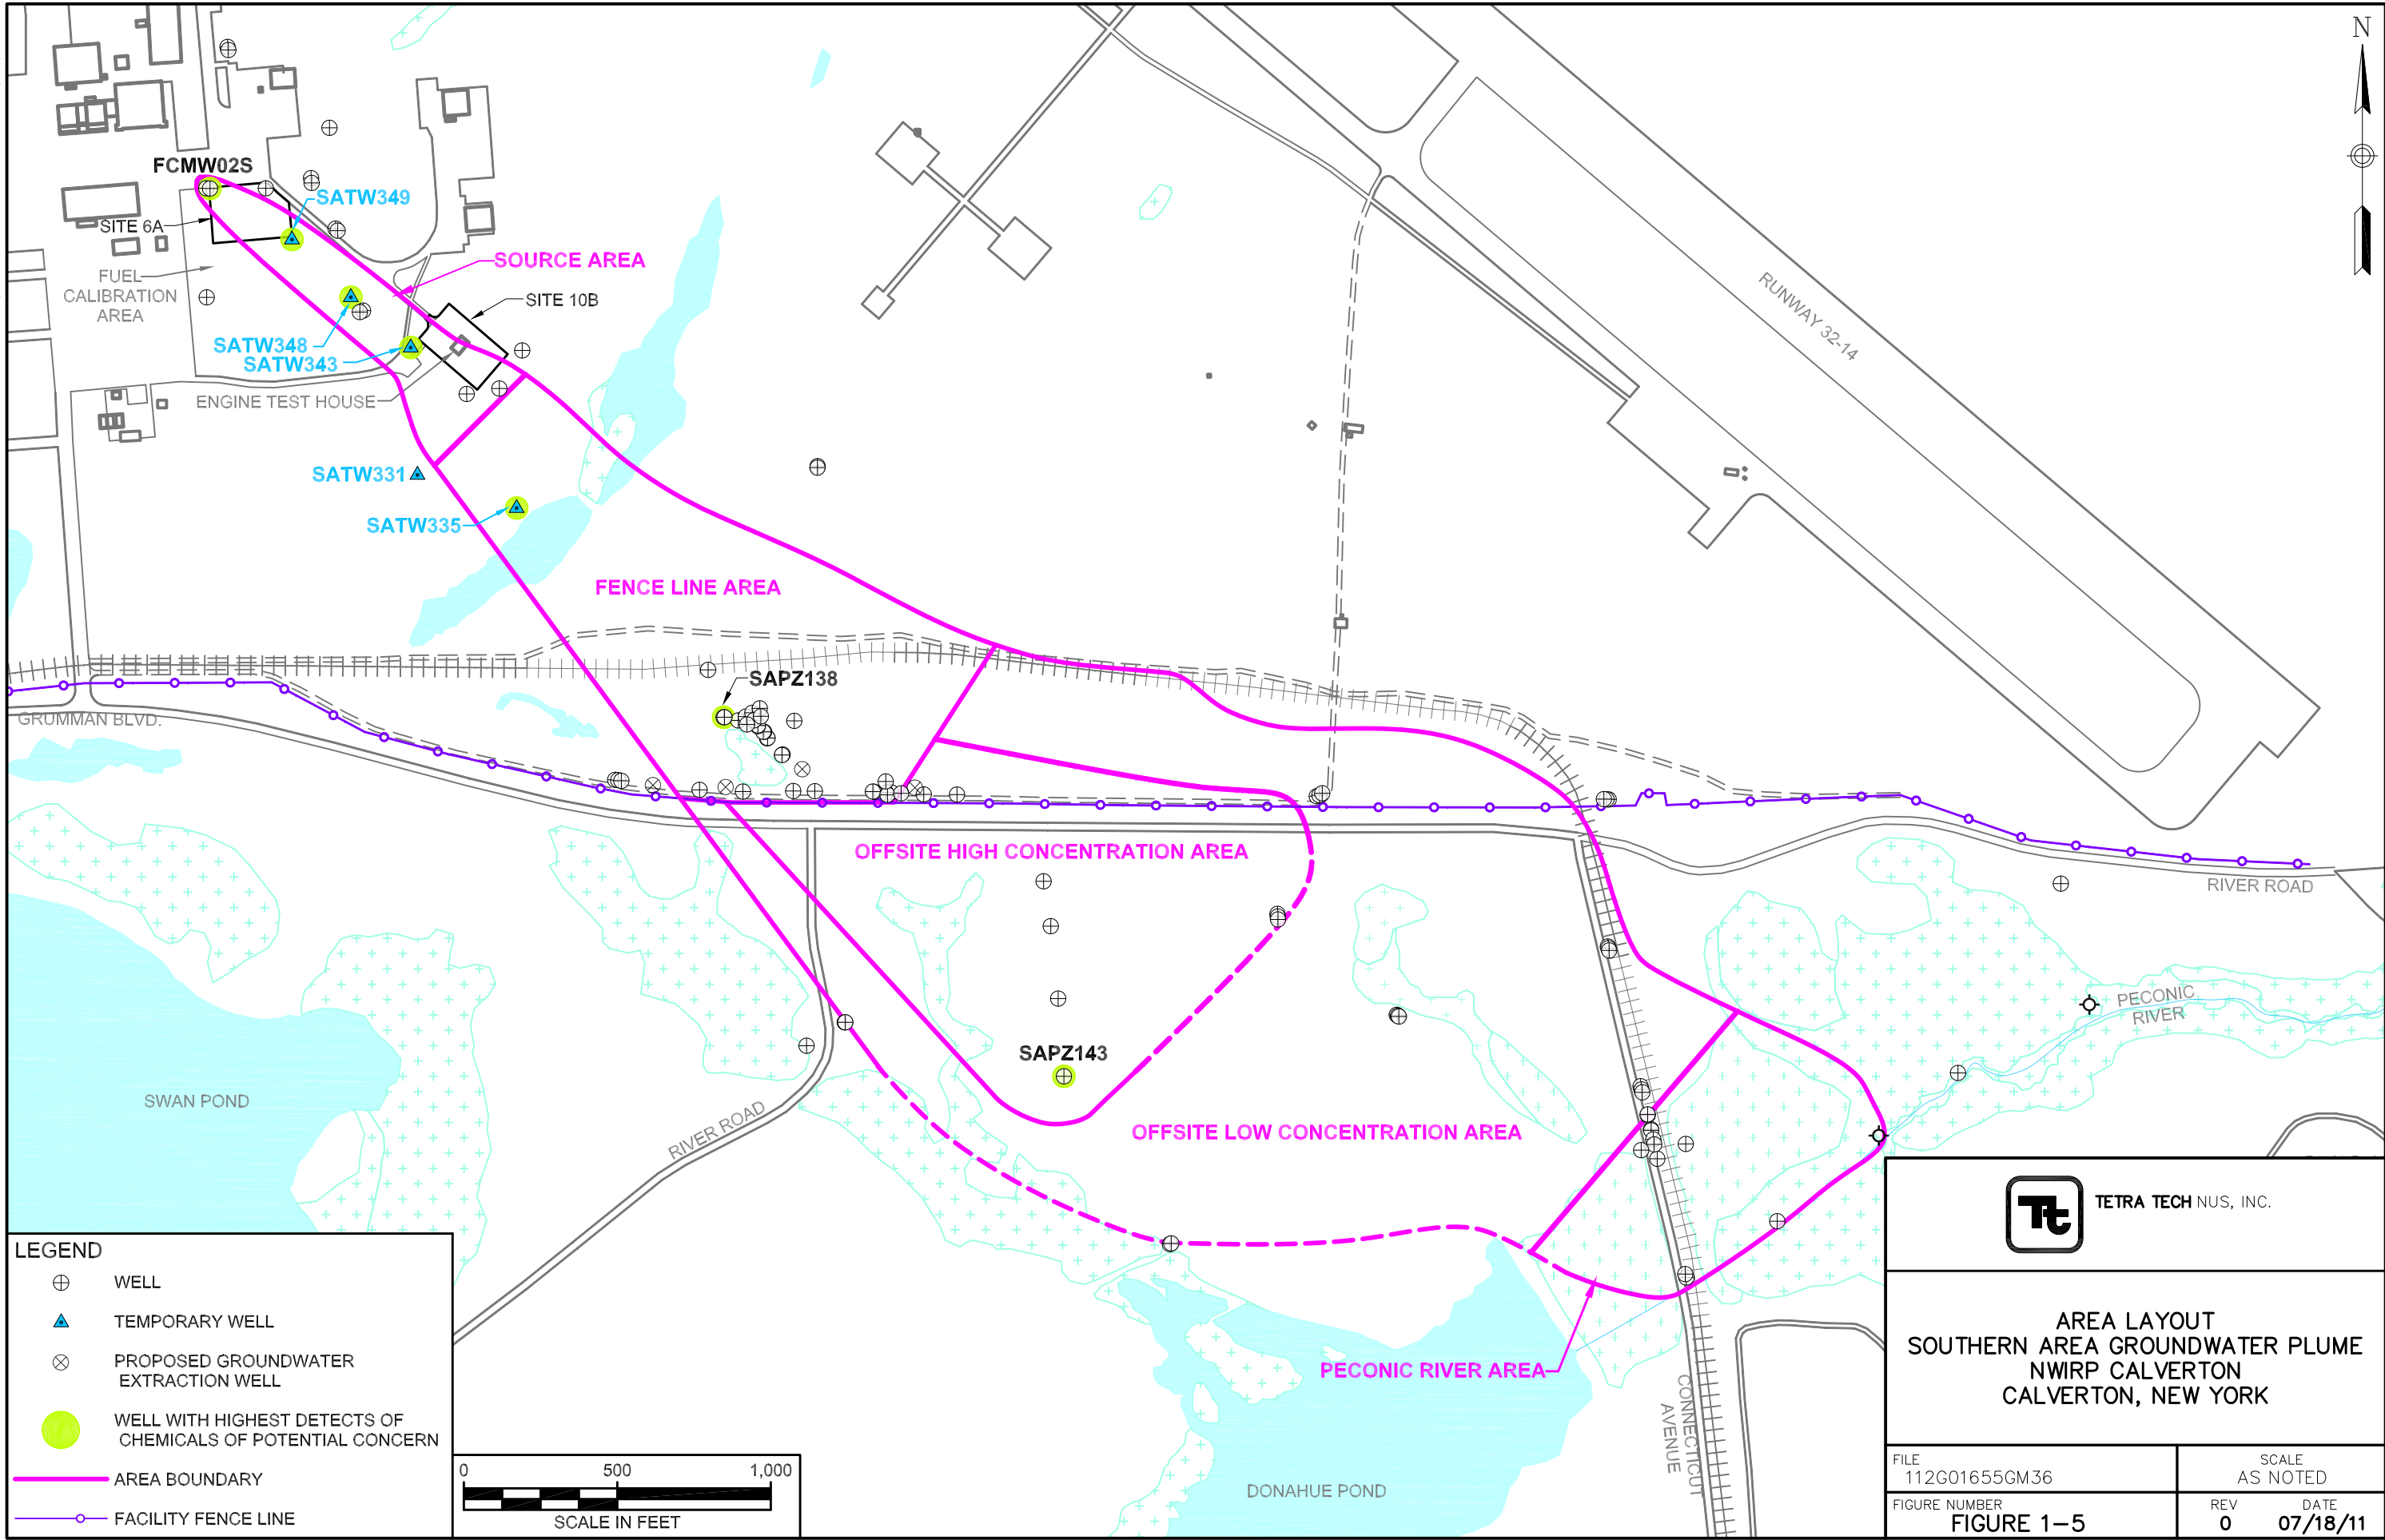 N
FCMW02S
SATW349
SITE 6A
SOURCE AREA
FUEL
CALIBRATION
AREA
SITE 10B
RUNWAY 32-14
SATW348
SATW343
ENGINE TEST HOUSE
SATW331
SATW335
FENCE LINE AREA
SAPZ138
GRUMMAN BLVD.
OFFSITE HIGH CONCENTRATION AREA
RIVER ROAD
PECONIC
RIVER
SAPZ143
SWAN POND
RIVER ROAD
OFFSITE LOW CONCENTRATION AREA
PECONIC RIVER AREA
CONNECTICUT
AVENUE
DONAHUE POND
LEGEND
WELL
TEMPORARY WELL
PROPOSED GROUNDWATER
EXTRACTION WELL
WELL WITH HIGHEST DETECTS OF
CHEMICALS OF POTENTIAL CONCERN
AREA BOUNDARY
FACILITY FENCE LINE
0 500 1,000
SCALE IN FEET
Tt
TETRA TECH NUS, INC.
AREA LAYOUT
SOUTHERN AREA GROUNDWATER PLUME
NWIRP CALVERTON
CALVERTON, NEW YORK
FILE
112G01655GM36
SCALE
AS NOTED
FIGURE NUMBER
FIGURE 1-5
REV
0
DATE
07/18/11